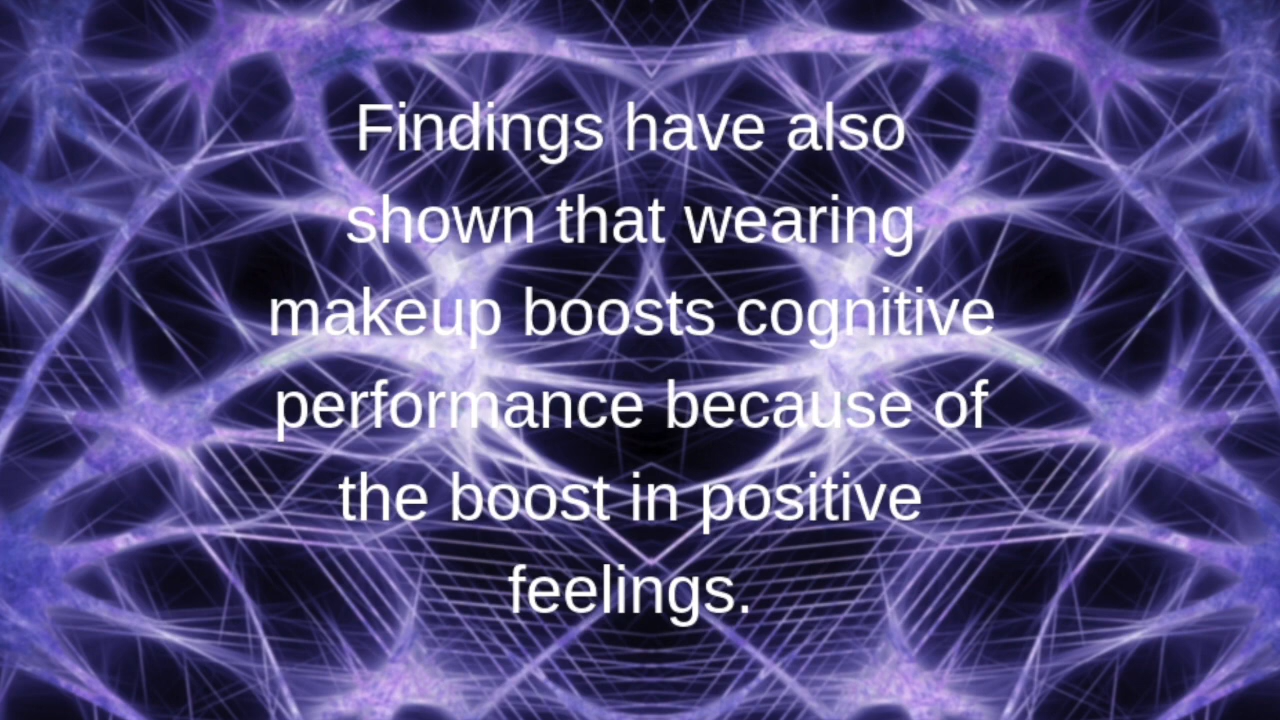 Findings have also
shown that wearing
makeup boosts cognitive
performance because of
the boost in positive
feelings.